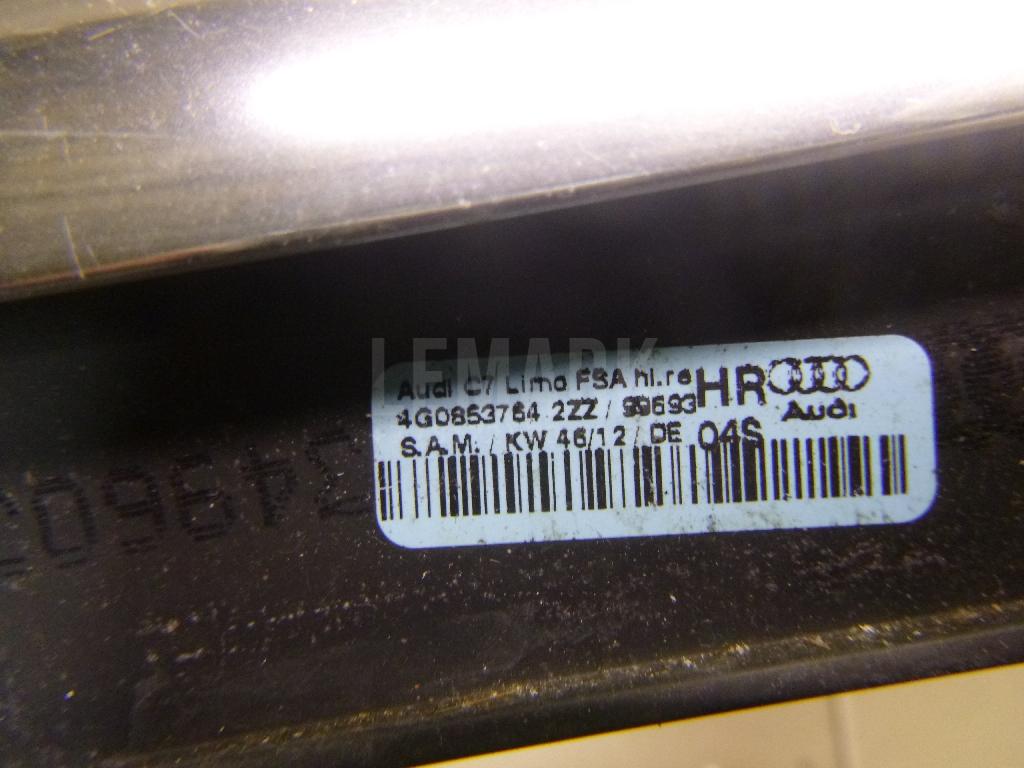 LEMARK
Audi C7 Limo FSA hi.re
HR
4G0853764 2ZZ / 99693
Audi
S.A.M. / KW 46/12 / DE 04S